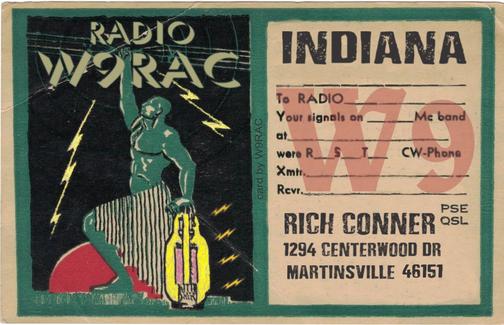 RADIO
W9RAC
card by W9RAC
INDIANA
W9
To RADIO
Your signals on Mc band
at
were R S T CW-Phone
Xmtr.
Rcvr.
RICH CONNER PSE QSL
1294 CENTERWOOD DR
MARTINSVILLE 46151